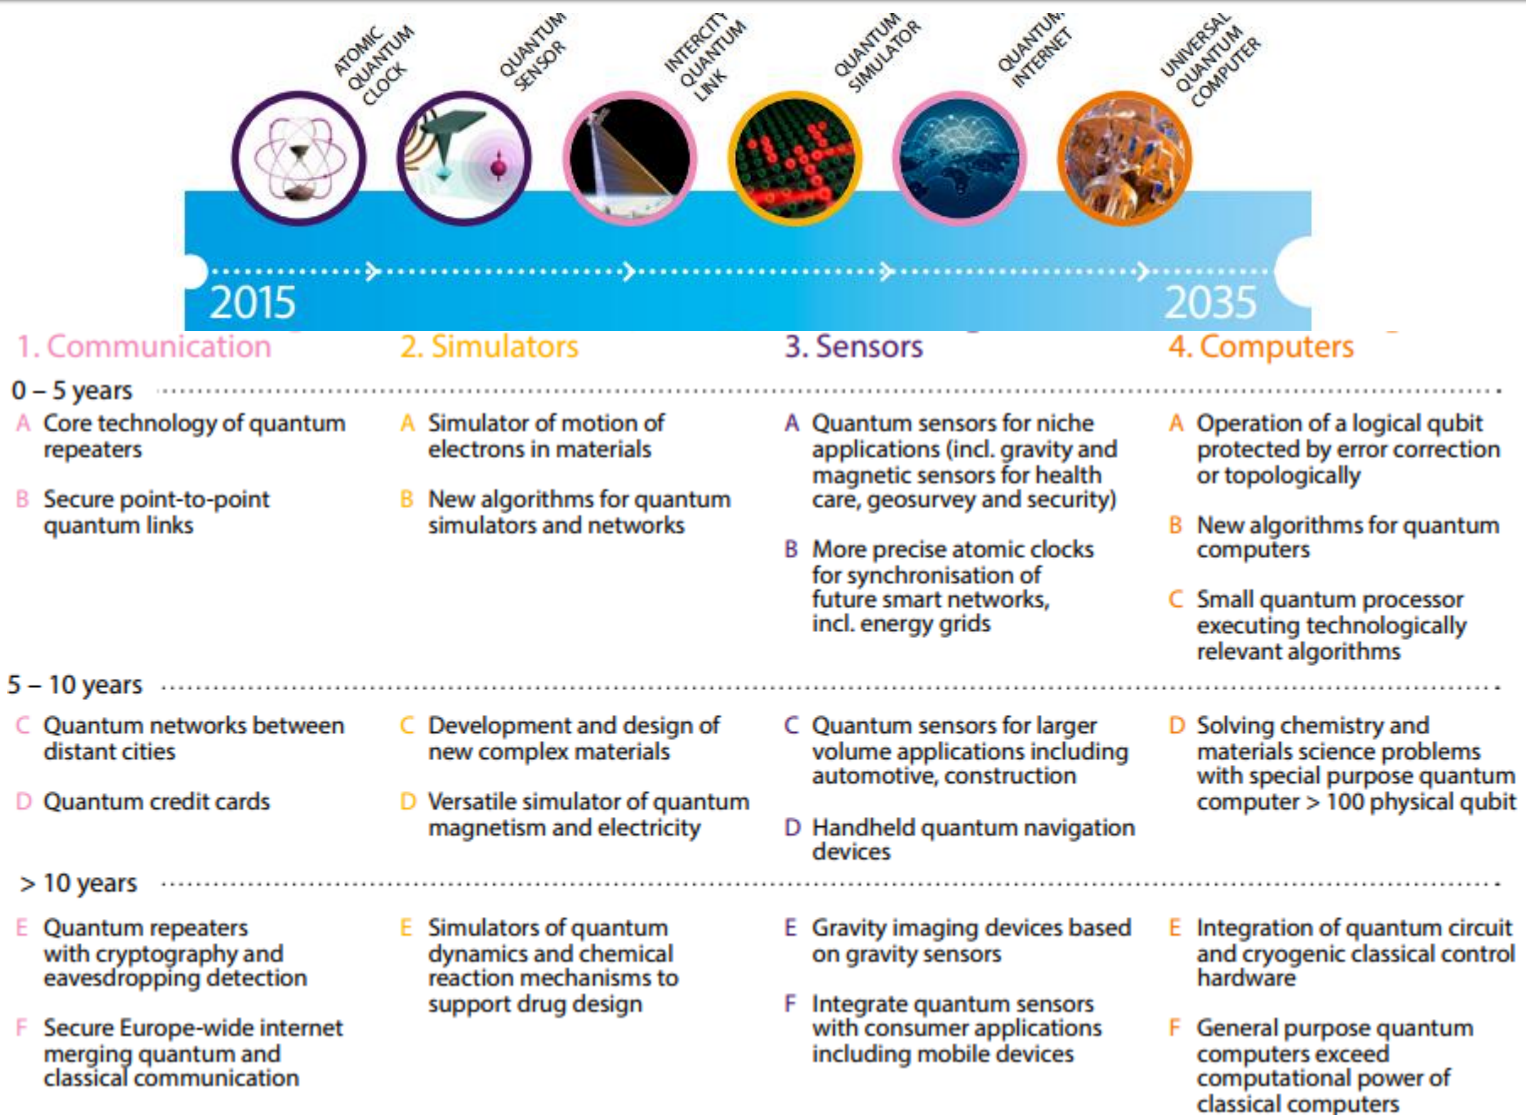 ATOMIC
QUANTUM
CLOCK
QUANTUM
SENSOR
INTERCITY
QUANTUM
LINK
QUANTUM
SIMULATOR
QUANTUM
INTERNET
UNIVERSAL
QUANTUM
COMPUTER
2015
2035
1. Communication
2. Simulators
3. Sensors
4. Computers
0 – 5 years
A Core technology of quantum
repeaters
B Secure point-to-point
quantum links
A Simulator of motion of
electrons in materials
B New algorithms for quantum
simulators and networks
A Quantum sensors for niche
applications (incl. gravity and
magnetic sensors for health
care, geosurvey and security)
B More precise atomic clocks
for synchronisation of
future smart networks,
incl. energy grids
A Operation of a logical qubit
protected by error correction
or topologically
B New algorithms for quantum
computers
C Small quantum processor
executing technologically
relevant algorithms
5 – 10 years
C Quantum networks between
distant cities
D Quantum credit cards
C Development and design of
new complex materials
D Versatile simulator of quantum
magnetism and electricity
C Quantum sensors for larger
volume applications including
automotive, construction
D Handheld quantum navigation
devices
D Solving chemistry and
materials science problems
with special purpose quantum
computer > 100 physical qubit
> 10 years
E Quantum repeaters
with cryptography and
eavesdropping detection
F Secure Europe-wide internet
merging quantum and
classical communication
E Simulators of quantum
dynamics and chemical
reaction mechanisms to
support drug design
E Gravity imaging devices based
on gravity sensors
F Integrate quantum sensors
with consumer applications
including mobile devices
E Integration of quantum circuit
and cryogenic classical control
hardware
F General purpose quantum
computers exceed
computational power of
classical computers